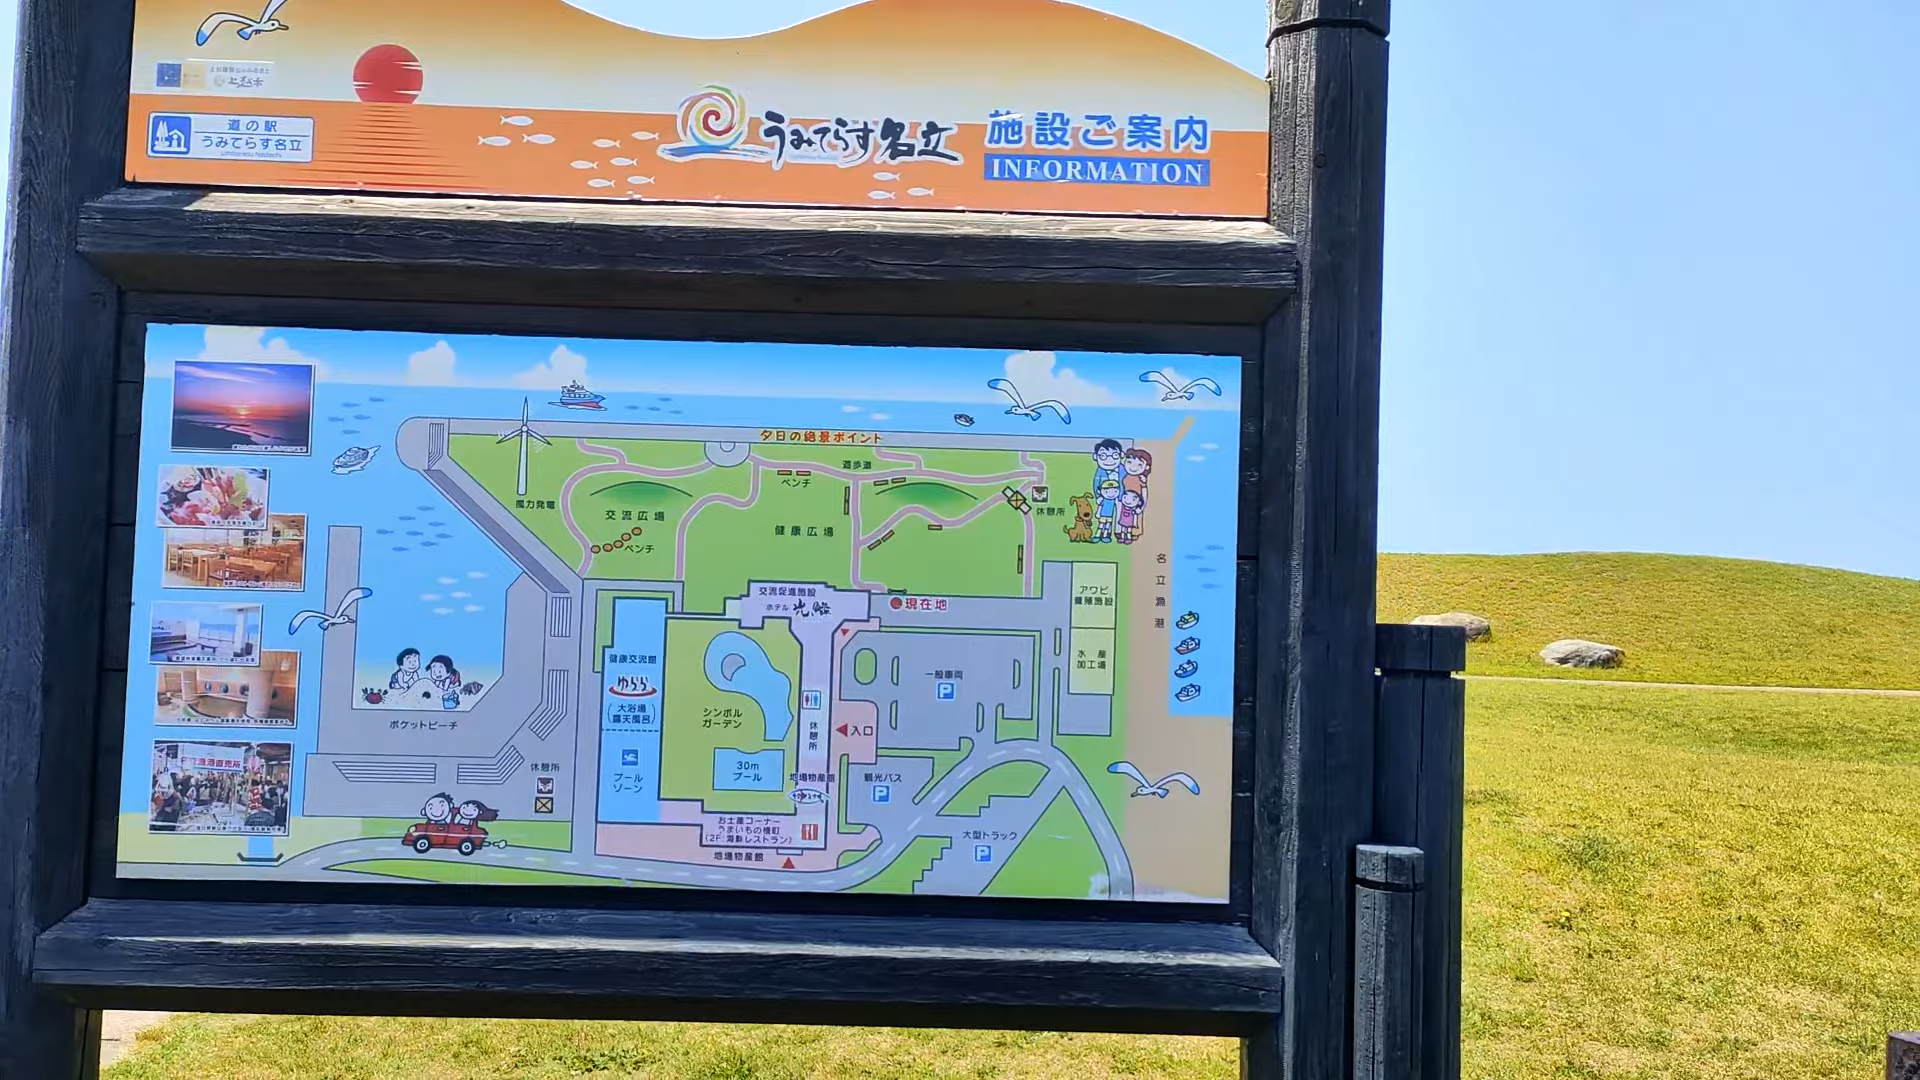 道の駅
うみてらす名立
うみてらす名立
施設ご案内
INFORMATION
夕日の絶景ポイント
遊歩道
ベンチ
風力発電
交流広場
ベンチ
健康広場
休憩所
名立漁港
アワビ
養殖施設
水産
加工場
交流促進施設
ホテル光鱗
現在地
健康交流館
ゆらら
(大浴場
露天風呂)
プール
ゾーン
シンボル
ガーデン
30m
プール
休憩所
入口
一般車両
P
観光バス
P
大型トラック
P
地場物産館
お土産コーナー
うまいもの横町
(2F:海鮮レストラン)
地場物産館
ポケットビーチ
休憩所